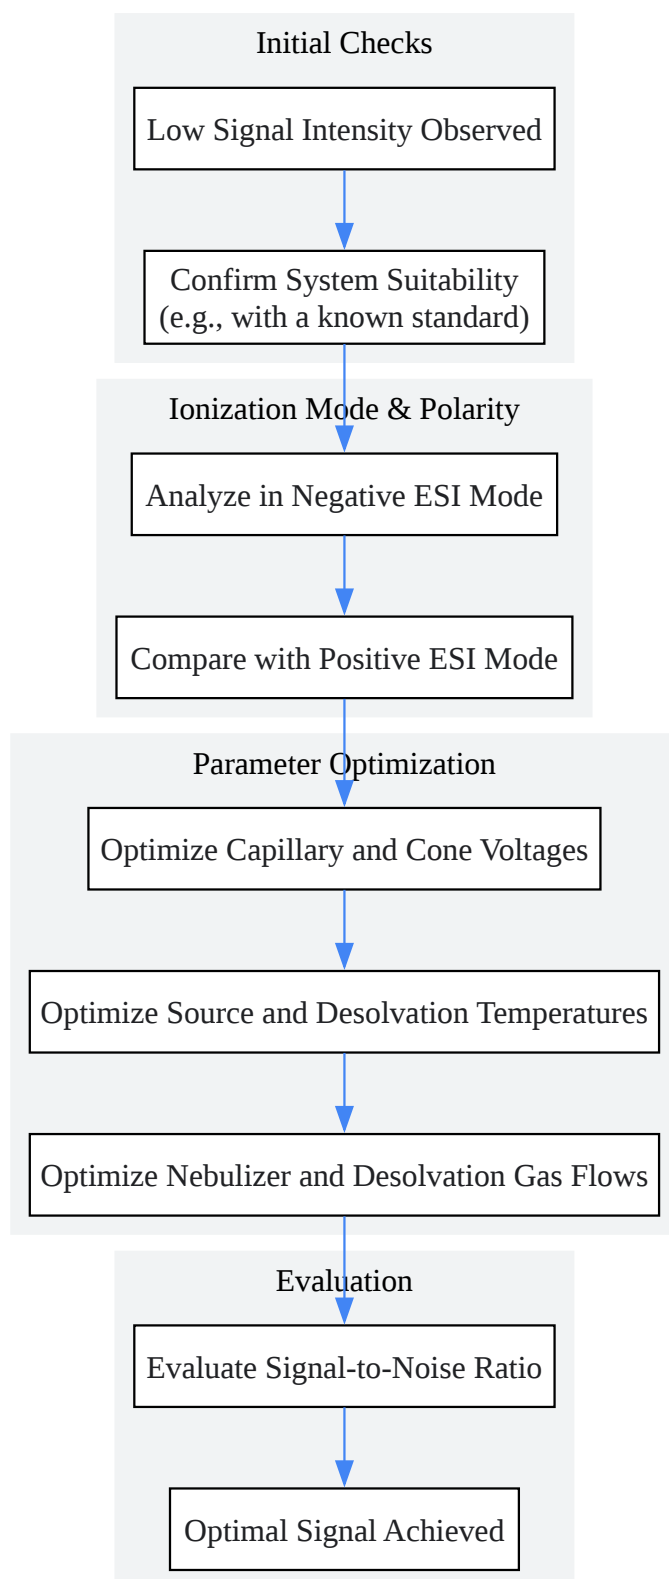 Initial Checks
Low Signal Intensity Observed
Confirm System Suitability
(e.g., with a known standard)
Ionization Mode & Polarity
Analyze in Negative ESI Mode
Compare with Positive ESI Mode
Parameter Optimization
Optimize Capillary and Cone Voltages
Optimize Source and Desolvation Temperatures
Optimize Nebulizer and Desolvation Gas Flows
Evaluation
Evaluate Signal-to-Noise Ratio
Optimal Signal Achieved